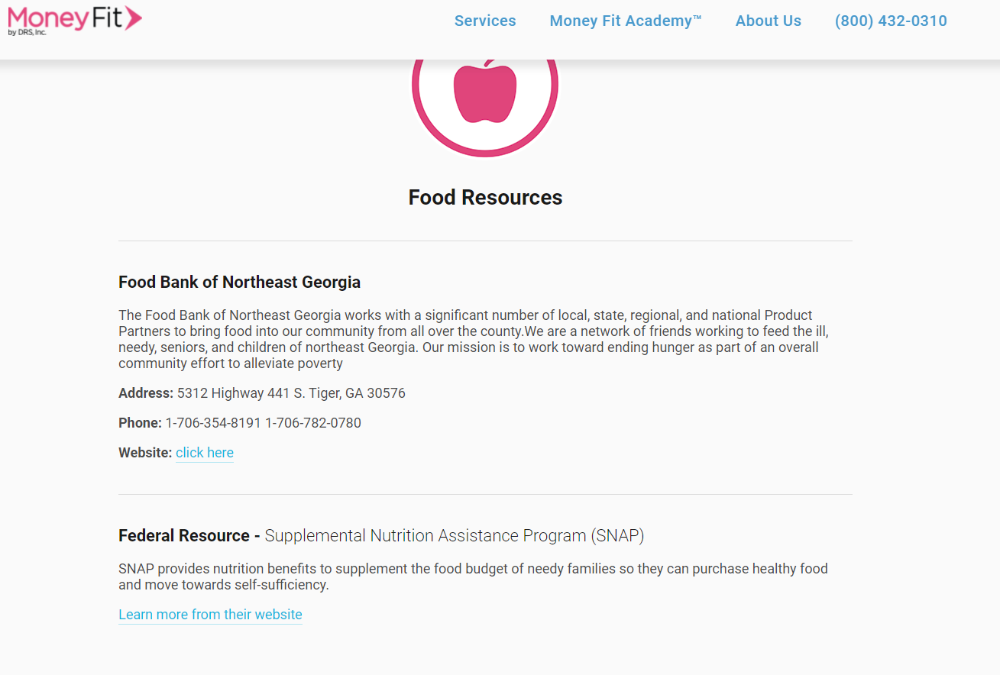 MoneyFit
by DRS, Inc.
Services Money Fit Academy™ About Us (800) 432-0310
Food Resources
Food Bank of Northeast Georgia
The Food Bank of Northeast Georgia works with a significant number of local, state, regional, and national Product
Partners to bring food into our community from all over the county.We are a network of friends working to feed the ill,
needy, seniors, and children of northeast Georgia. Our mission is to work toward ending hunger as part of an overall
community effort to alleviate poverty
Address: 5312 Highway 441 S. Tiger, GA 30576
Phone: 1-706-354-8191 1-706-782-0780
Website: click here
Federal Resource - Supplemental Nutrition Assistance Program (SNAP)
SNAP provides nutrition benefits to supplement the food budget of needy families so they can purchase healthy food
and move towards self-sufficiency.
Learn more from their website